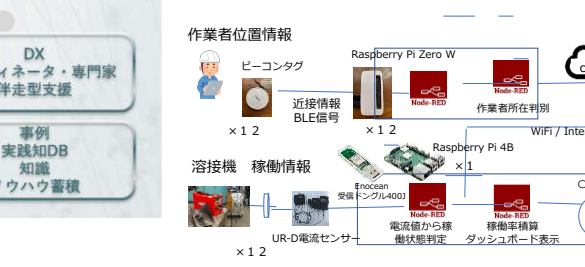 DX
ィネータ・専門家
伴走型支援
事例
実践知DB
知識
ウハウ蓄積
作業者位置情報
ビーコンタグ
Raspberry Pi Zero W
近接情報
BLE信号
×12
×12
Node-RED
Node-RED
作業者所在判別
WiFi / Inte
溶接機 稼働情報
Raspberry Pi 4B
×1
Enocean
受信ドングル400J
UR-D電流センサ
×12
Node-RED
電流値から稼
働状態判定
Node-RED
稼働率積算
ダッシュボード表示